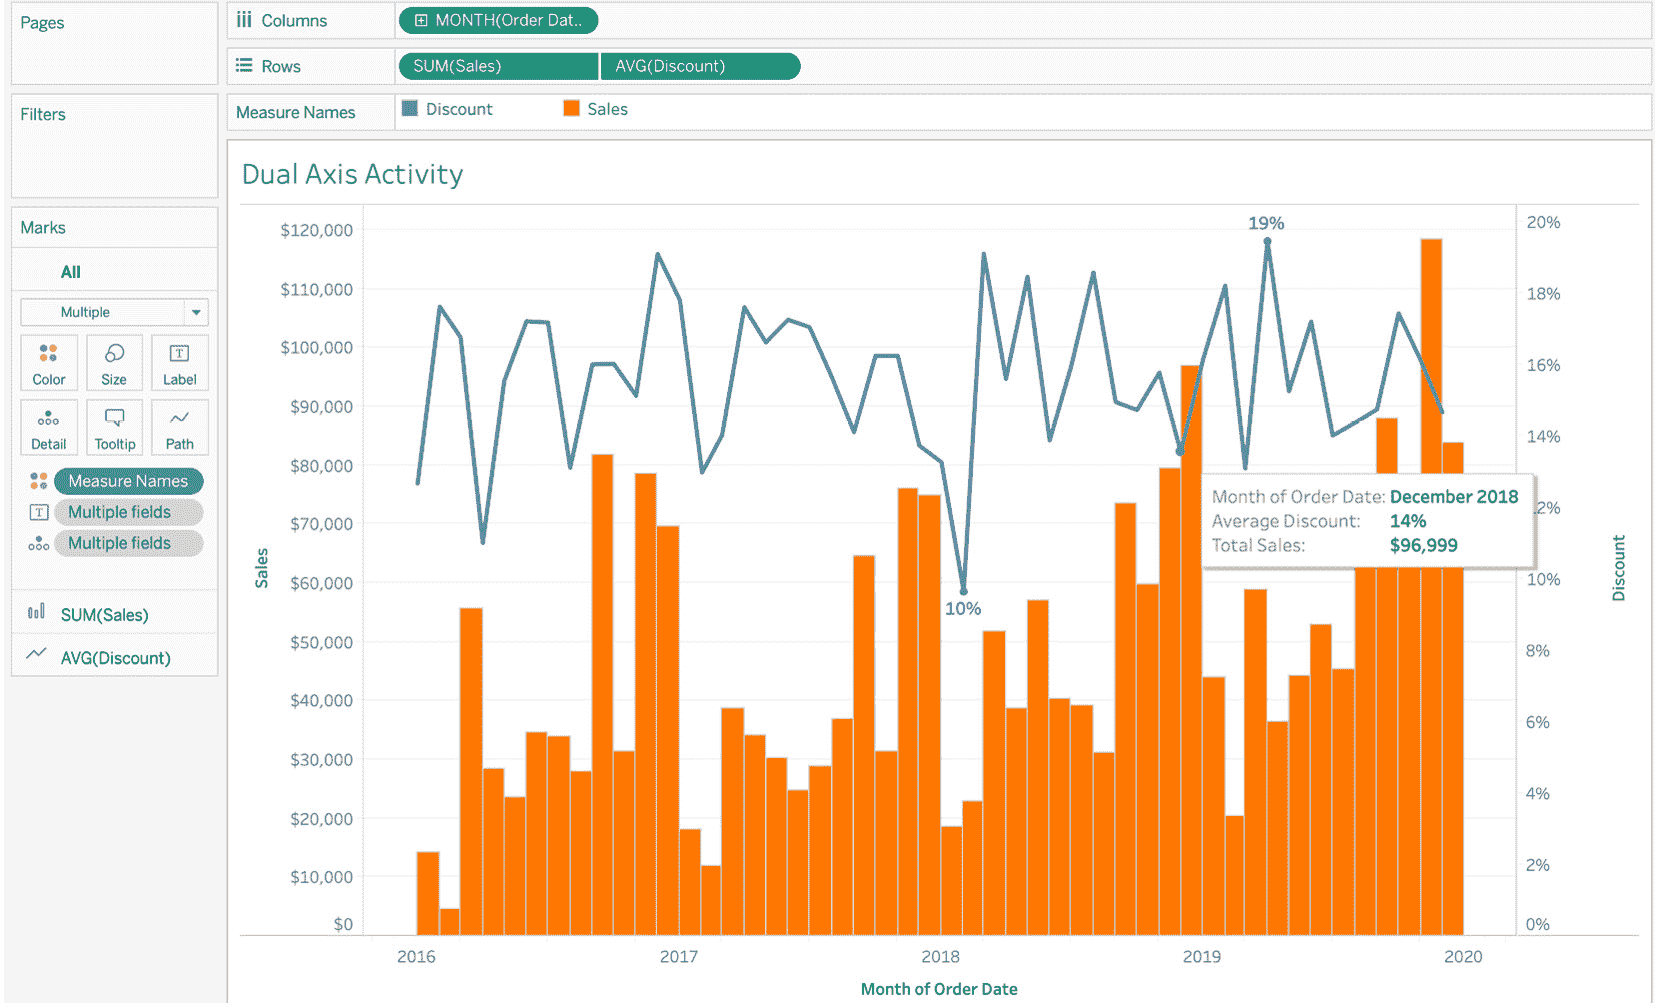 Pages
Columns
MONTH(Order Dat..
Rows
SUM(Sales)
AVG(Discount)
Filters
Measure Names
Discount
Sales
Marks
All
Multiple
Color
Size
Label
Detail
Tooltip
Path
Measure Names
Multiple fields
Multiple fields
SUM(Sales)
AVG(Discount)
Dual Axis Activity
Sales
$120,000
$110,000
$100,000
$90,000
$80,000
$70,000
$60,000
$50,000
$40,000
$30,000
$20,000
$10,000
$0
19%
10%
Month of Order Date: December 2018
Average Discount: 14%
Total Sales: $96,999
20%
18%
16%
14%
2%
10%
8%
6%
4%
2%
0%
Discount
2016
2017
2018
2019
2020
Month of Order Date